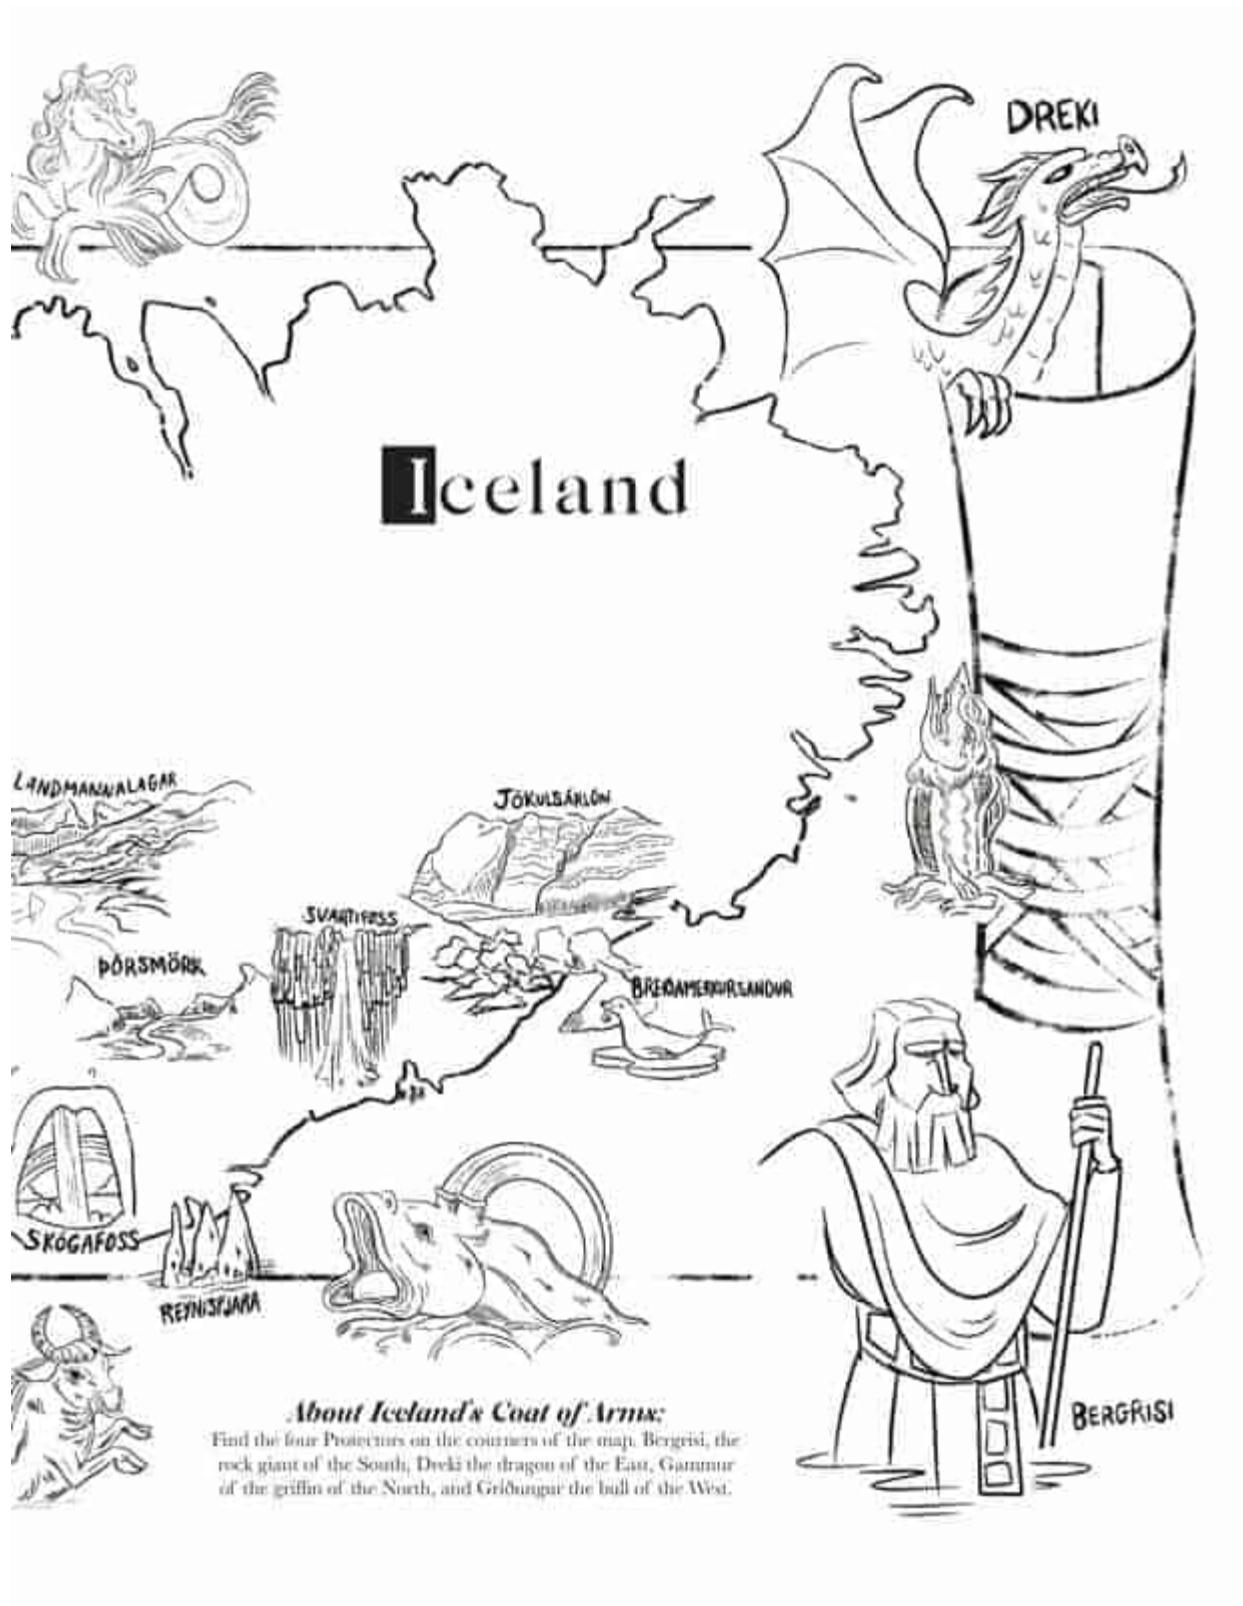 DREKI
Iceland
LANDMANNALAGAR
JÖKULSÁRLÓN
SVARTIFOSS
ÞÓRSMÖRK
BREIÐAMERKURSANDUR
SKÓGAFOSS
REYNISFJARA
BERGRISI
About Iceland's Coat of Arms:
Find the four Protectors on the courners of the map. Bergrisi, the
rock giant of the South, Dreki the dragon of the East, Gammur
of the griffin of the North, and Griðungur the bull of the West.